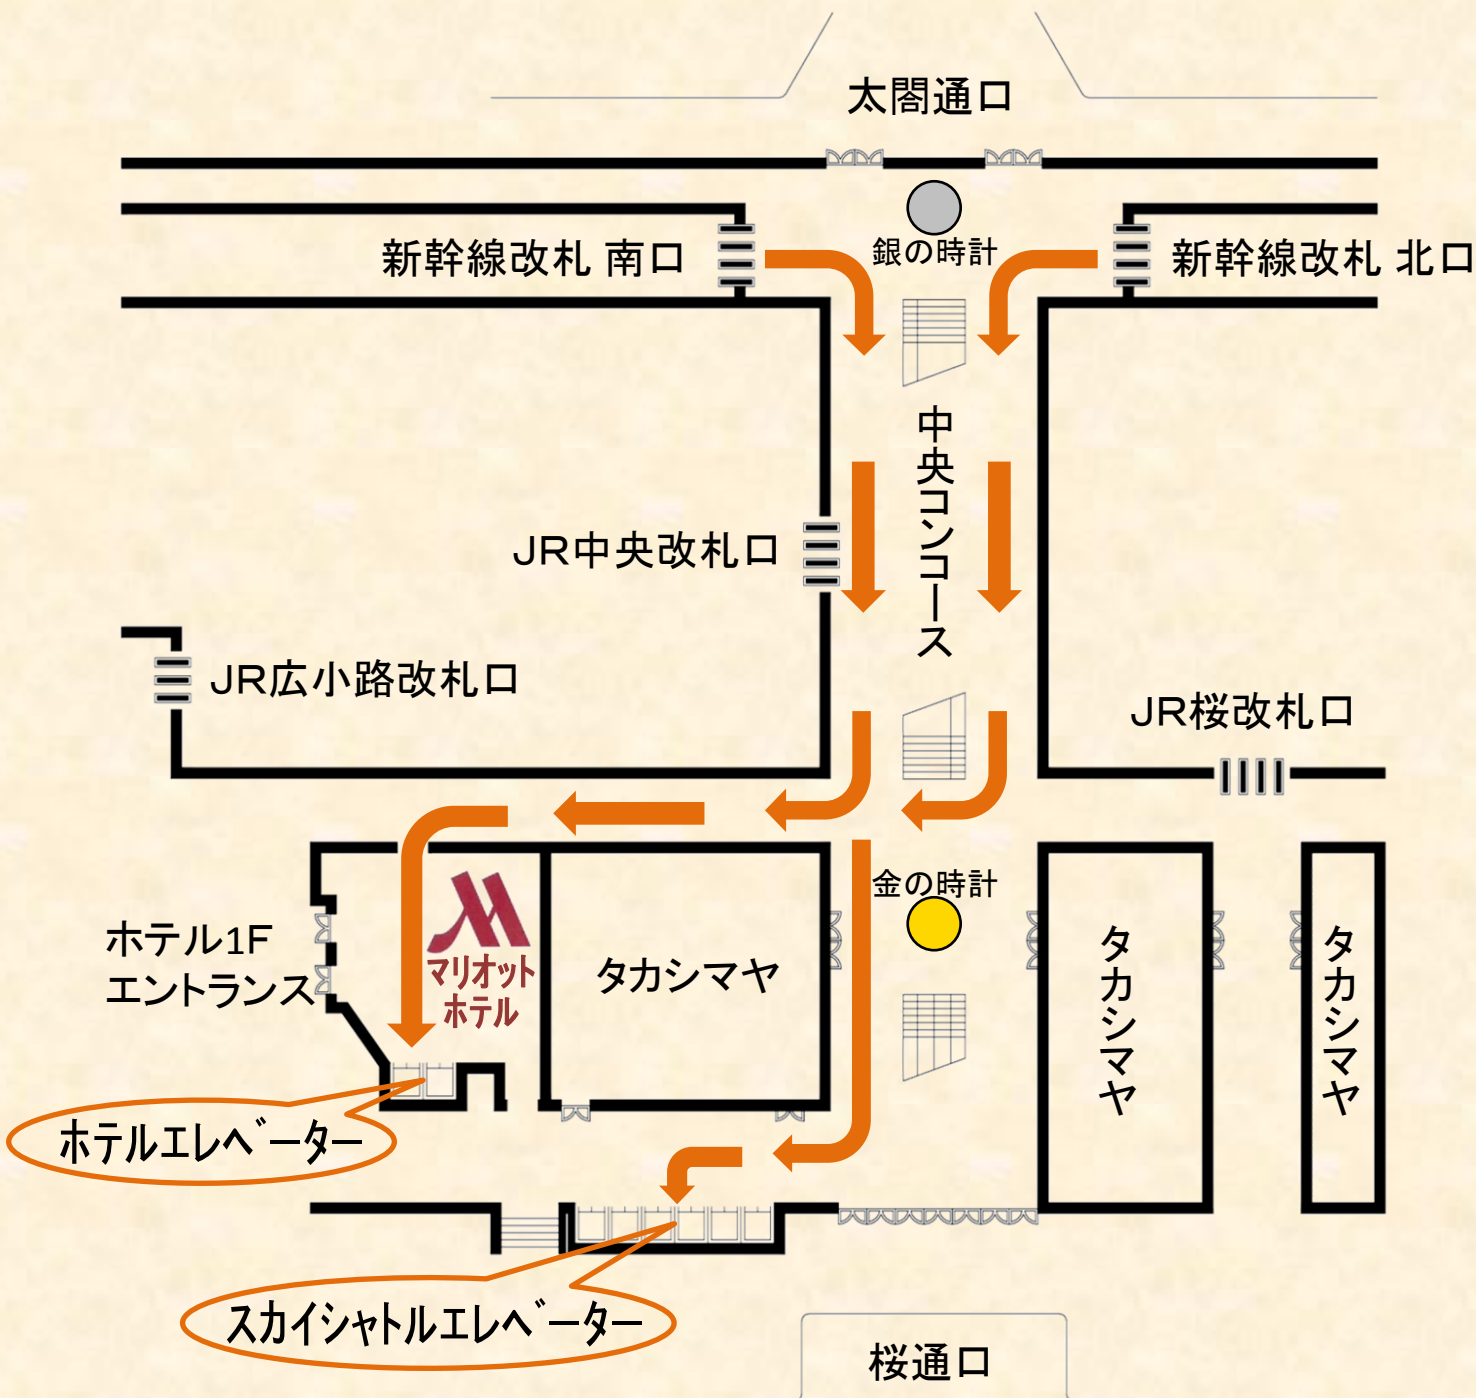 太閤通口
新幹線改札 南口
銀の時計
新幹線改札 北口
中央コンコース
JR中央改札口
JR広小路改札口
JR桜改札口
金の時計
ホテル1F
エントランス
マリオット
ホテル
タカシマヤ
タカシマヤ
タカシマヤ
ホテルエレベーター
スカイシャトルエレベーター
桜通口